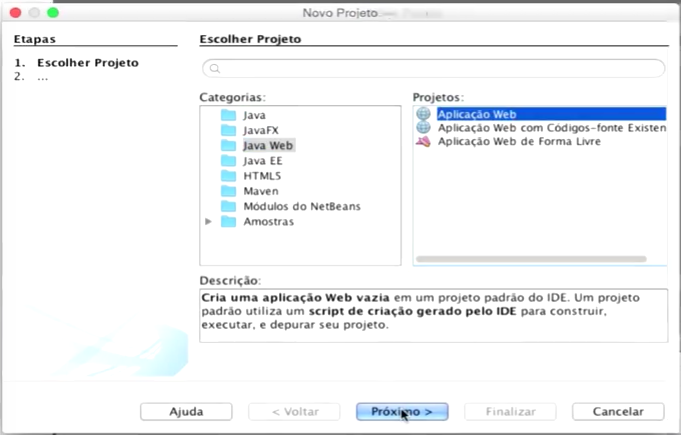 Novo Projeto
Etapas
1. Escolher Projeto
2. ...
Escolher Projeto
Categorias:
Java
JavaFX
Java Web
Java EE
HTML5
Maven
Módulos do NetBeans
Amostras
Projetos:
Aplicação Web
Aplicação Web com Códigos-fonte Existen
Aplicação Web de Forma Livre
Descrição:
Cria uma aplicação Web vazia em um projeto padrão do IDE. Um projeto
padrão utiliza um script de criação gerado pelo IDE para construir,
executar, e depurar seu projeto.
Ajuda
< Voltar
Próximo >
Finalizar
Cancelar